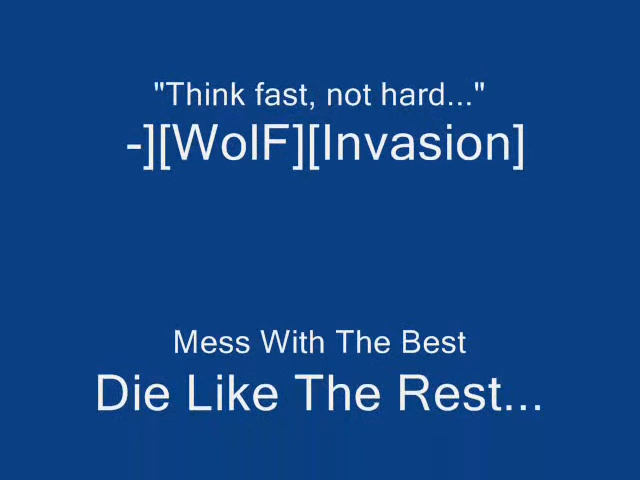 "Think fast, not hard..."
-][WolF][Invasion]
Mess With The Best
Die Like The Rest...